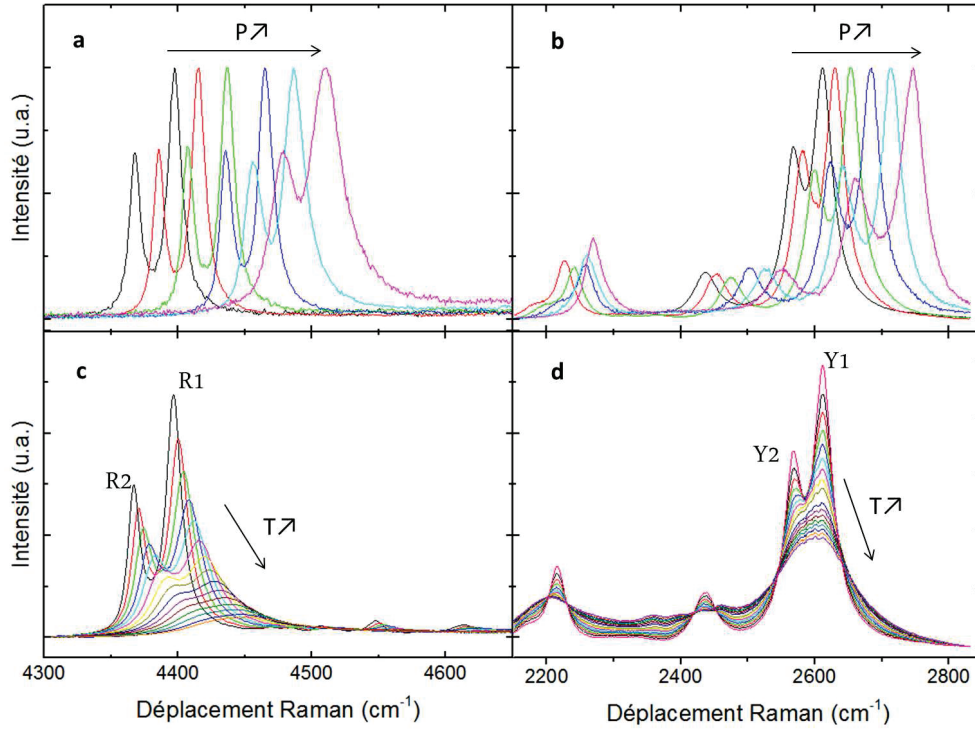 a
P↗
b
P↗
Intensité (u.a.)
c
R1
R2
T↗
d
Y1
Y2
T↗
Intensité (u.a.)
4300 4400 4500 4600 2200 2400 2600 2800
Déplacement Raman (cm-1) Déplacement Raman (cm-1)